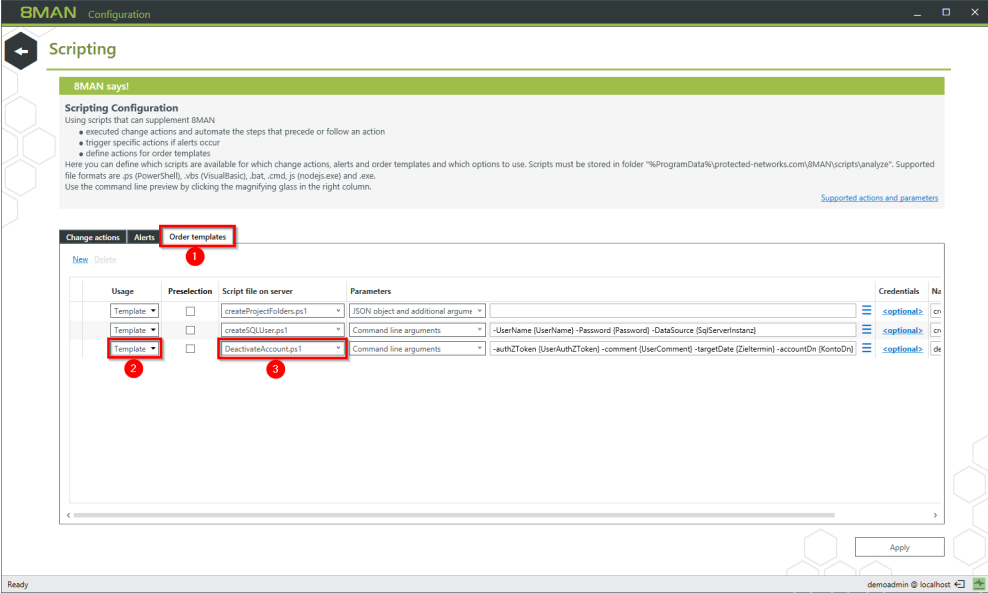 8MAN Configuration
Scripting
8MAN says!
Scripting Configuration
Using scripts that can supplement 8MAN
● executed change actions and automate the steps that precede or follow an action
● trigger specific actions if alerts occur
● define actions for order templates
Here you can define which scripts are available for which change actions, alerts and order templates and which options to use. Scripts must be stored in folder "%ProgramData%\protected-networks.com\8MAN\scripts\analyze". Supported
file formats are .ps (PowerShell), .vbs (VisualBasic), .bat, .cmd, js (nodejs.exe) and .exe.
Use the command line preview by clicking the magnifying glass in the right column.
Supported actions and parameters
Change actions Alerts Order templates
1
New Delete
Usage Preselection Script file on server Parameters Credentials Na
Template createProjectFolders.ps1 JSON object and additional argume <optional> cr
Template createSQLUser.ps1 Command line arguments -UserName {UserName} -Password {Password} -DataSource {SqlServerInstanz} <optional> cr
Template DeactivateAccount.ps1 Command line arguments -authZToken {UserAuthZToken} -comment {UserComment} -targetDate {Zieltermin} -accountDn {KontoDn} <optional> de
2 3
Apply
Ready demoadmin @ localhost